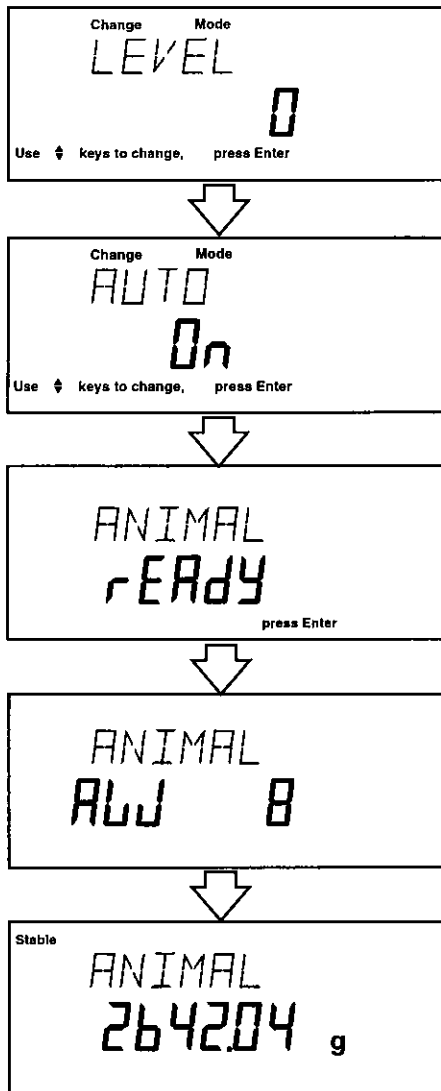 Change Mode
LEVEL
0
Use keys to change, press Enter
Change Mode
AUTO
On
Use keys to change, press Enter
ANIMAL
rEAdy
press Enter
ANIMAL
AW 8
Stable
ANIMAL
2642.04 g